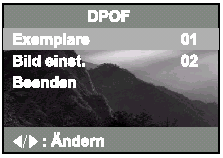 DPOF
Exemplare 01
Bild einst. 02
Beenden
◀/▶ : Ändern